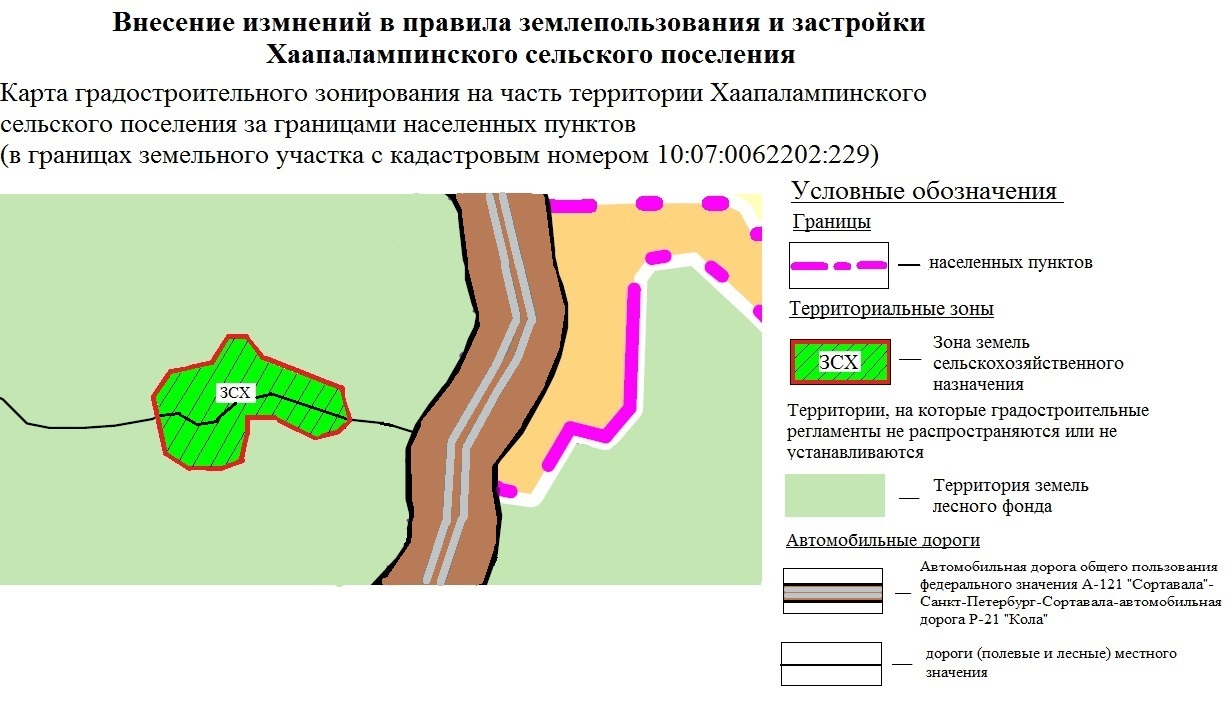 Внесение измнений в правила землепользования и застройки
Хаапалампинского сельского поселения
Карта градостроительного зонирования на часть территории Хаапалампинского
сельского поселения за границами населенных пунктов
(в границах земельного участка с кадастровым номером 10:07:0062202:229)
Условные обозначения
Границы
— населенных пунктов
Территориальные зоны
ЗСХ
— Зона земель
сельскохозяйственного
назначения
Территории, на которые градостроительные
регламенты не распространяются или не
устанавливаются
— Территория земель
лесного фонда
Автомобильные дороги
— Автомобильная дорога общего пользования
федерального значения А-121 "Сортавала"-
Санкт-Петербург-Сортавала-автомобильная
дорога Р-21 "Кола"
— дороги (полевые и лесные) местного
значения
ЗСХ